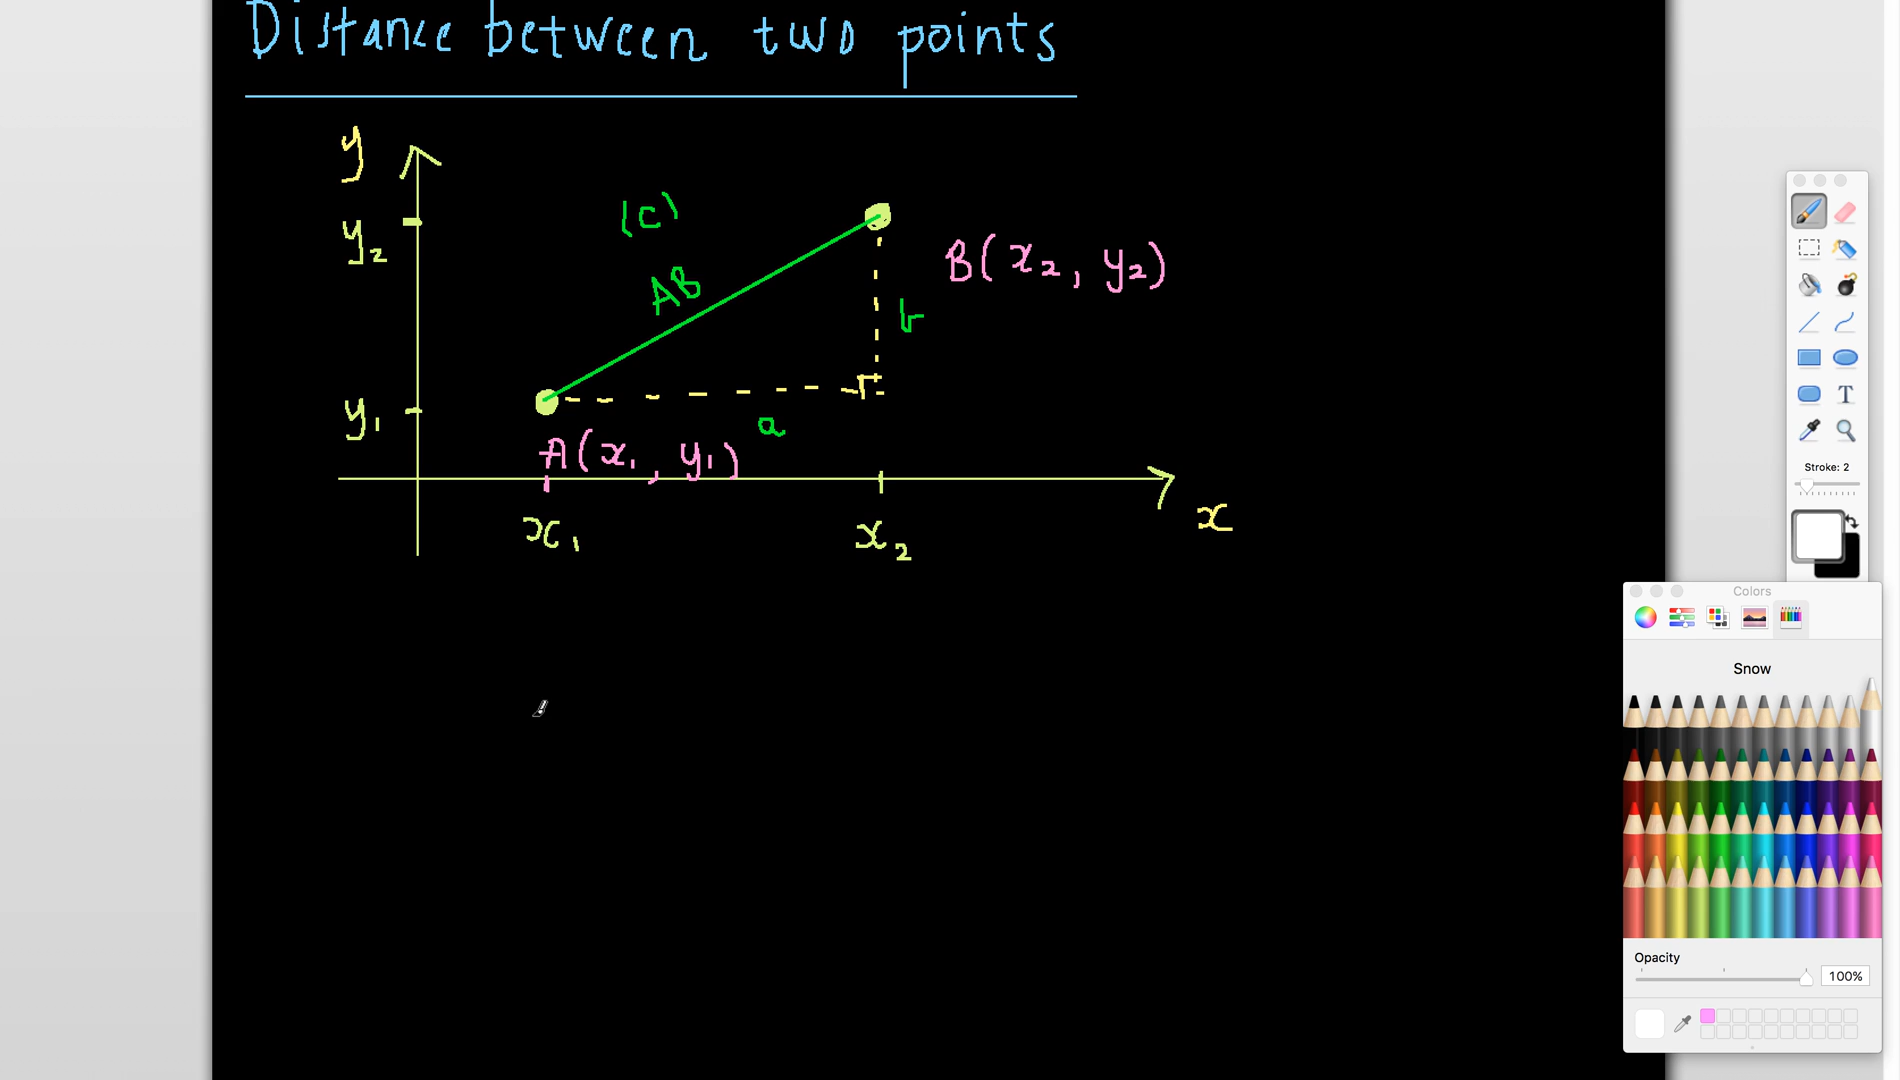 Distance between two points
y
y₂
(c)
AB
B(x₂, y₂)
b
y₁
a
A(x₁, y₁)
x₁
x₂
x
T
Stroke: 2
Colors
Snow
Opacity
100%